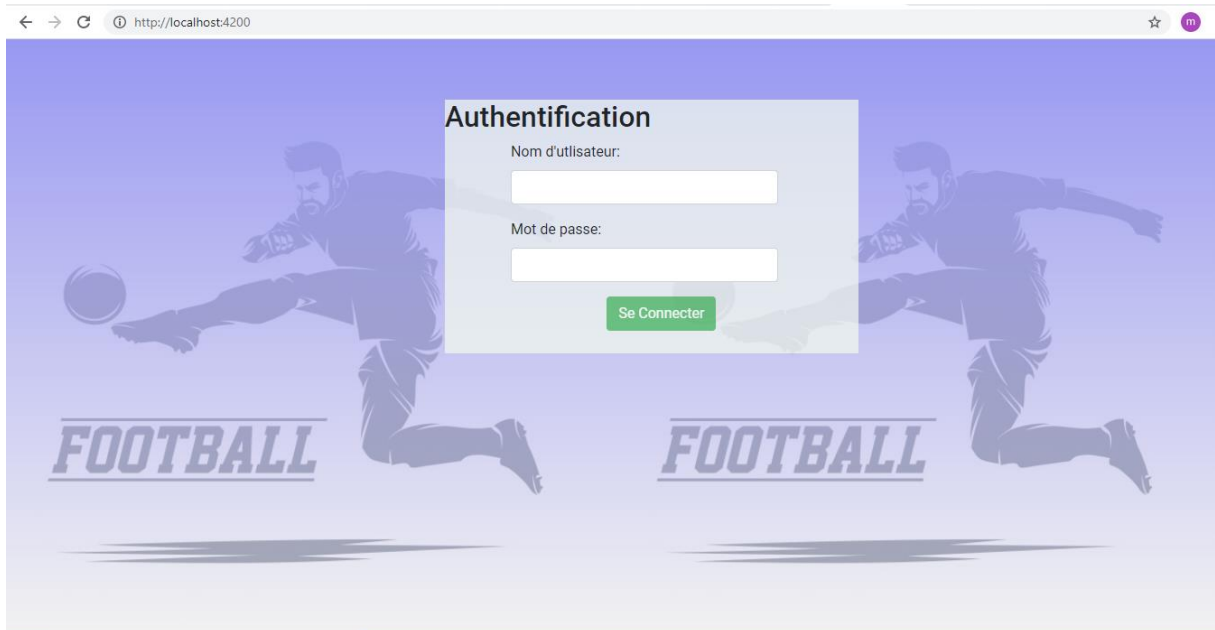 http://localhost:4200
m
Authentification
Nom d'utlisateur:
Mot de passe:
Se Connecter
FOOTBALL FOOTBALL